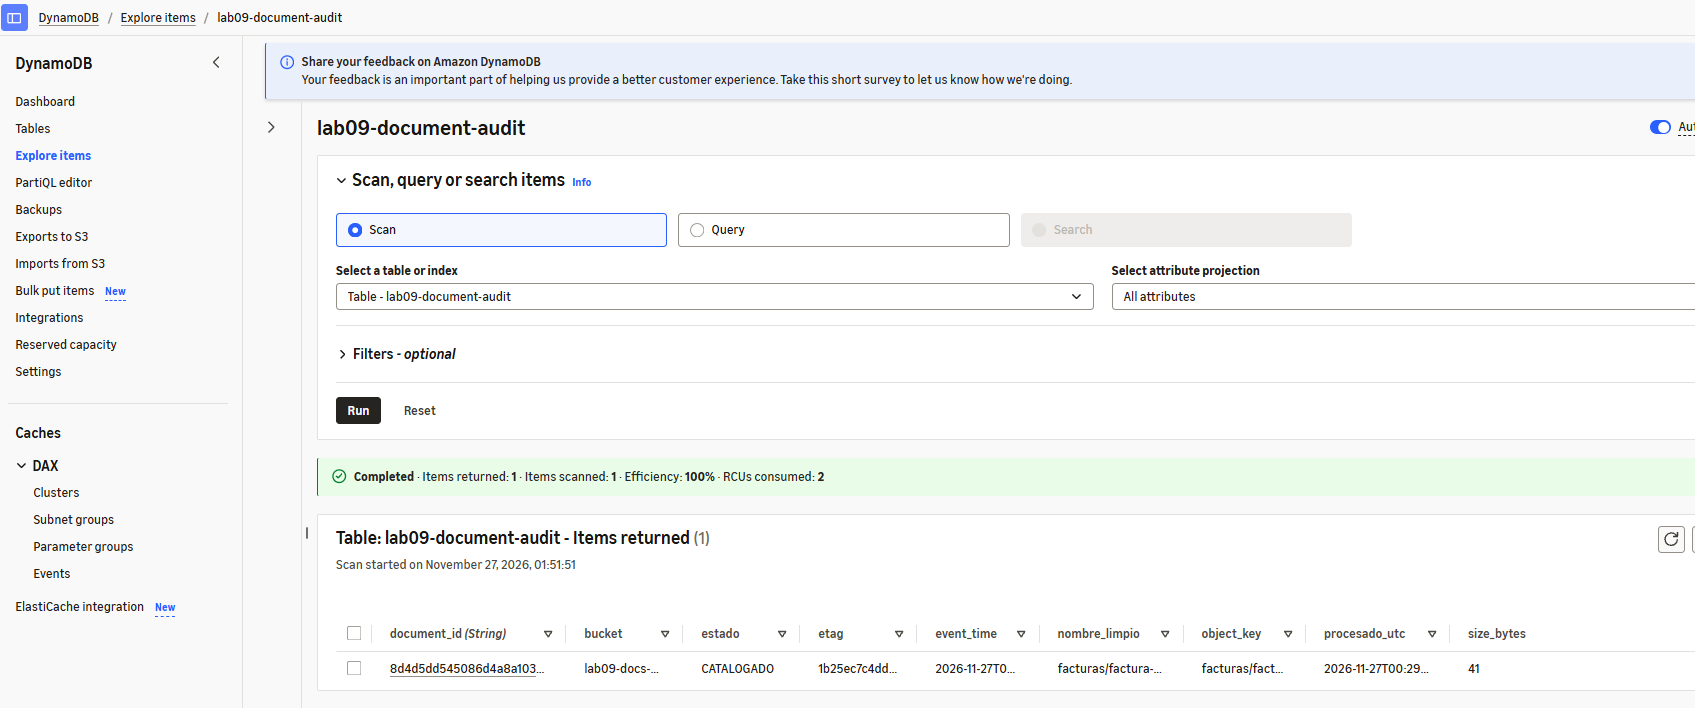 DynamoDB / Explore items / lab09-document-audit
DynamoDB
Dashboard
Tables
Explore items
PartiQL editor
Backups
Exports to S3
Imports from S3
Bulk put items New
Integrations
Reserved capacity
Settings
Caches
DAX
Clusters
Subnet groups
Parameter groups
Events
ElastiCache integration New
Share your feedback on Amazon DynamoDB
Your feedback is an important part of helping us provide a better customer experience. Take this short survey to let us know how we're doing.
lab09-document-audit
Aut
Scan, query or search items Info
Scan
Query
Search
Select a table or index
Table - lab09-document-audit
Select attribute projection
All attributes
Filters - optional
Run
Reset
Completed · Items returned: 1 · Items scanned: 1 · Efficiency: 100% · RCUs consumed: 2
Table: lab09-document-audit - Items returned (1)
Scan started on November 27, 2026, 01:51:51
document_id (String) bucket estado etag event_time nombre_limpio object_key procesado_utc size_bytes
8d4d5dd545086d4a8a103... lab09-docs-... CATALOGADO 1b25ec7c4dd... 2026-11-27T0... facturas/factura-... facturas/fact... 2026-11-27T00:29... 41